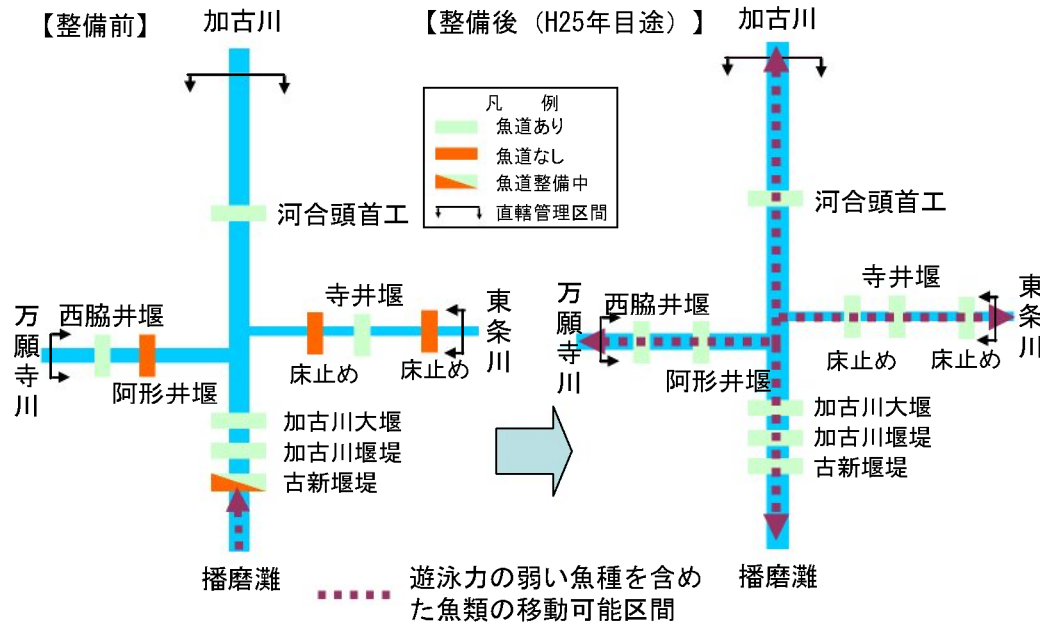 【整備前】
加古川
河合頭首工
寺井堰
東条川
床止め
床止め
万願寺川
西脇井堰
阿形井堰
加古川大堰
加古川堰堤
古新堰堤
播磨灘
凡 例
魚道あり
魚道なし
魚道整備中
直轄管理区間
【整備後（H25年目途）】
加古川
河合頭首工
寺井堰
東条川
床止め
床止め
万願寺川
西脇井堰
阿形井堰
加古川大堰
加古川堰堤
古新堰堤
播磨灘
遊泳力の弱い魚種を含め
た魚類の移動可能区間